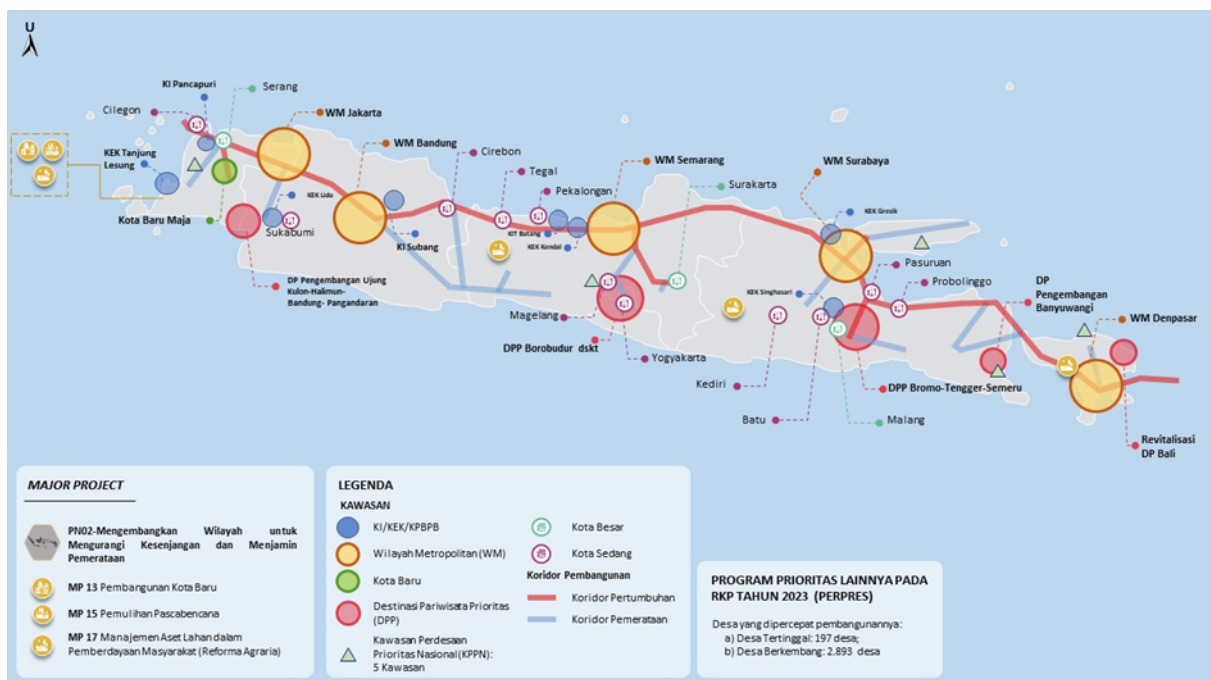 U
KI Pancapuri
Serang
Cilegon
WM Jakarta
KEK Tanjung
Lesung
WM Bandung
Cirebon
Tegal
Pekalongan
WM Semarang
Surakarta
WM Surabaya
KEK Gresik
KEK Lido
Kota Baru Maja
Sukabumi
KI Subang
KIT Batang
KEK Kendal
Pasuruan
Probolinggo
DP
Pengembangan
Banyuwangi
DP Pengembangan Ujung
Kulon-Halimun-
Bandung- Pangandaran
Magelang
KEK Singhasari
WM Denpasar
DPP Borobudur dskt
Yogyakarta
Kediri
DPP Bromo-Tengger-Semeru
Batu
Malang
Revitalisasi
DP Bali
MAJOR PROJECT
PN02-Mengembangkan Wilayah untuk
Mengurangi Kesenjangan dan Menjamin
Pemerataan
MP 13 Pembangunan Kota Baru
MP 15 Pemulihan Pascabencana
MP 17 Manajemen Aset Lahan dalam
Pemberdayaan Masyarakat (Reforma Agraria)
LEGENDA
KAWASAN
KI/KEK/KPBPB
Wilayah Metropolitan (WM)
Kota Baru
Destinasi Pariwisata Prioritas
(DPP)
Kawasan Perdesaan
Prioritas Nasional (KPPN):
5 Kawasan
Kota Besar
Kota Sedang
Koridor Pembangunan
Koridor Pertumbuhan
Koridor Pemerataan
PROGRAM PRIORITAS LAINNYA PADA
RKP TAHUN 2023 (PERPRES)
Desa yang dipercepat pembangunannya:
a) Desa Tertinggal: 197 desa;
b) Desa Berkembang: 2.893 desa